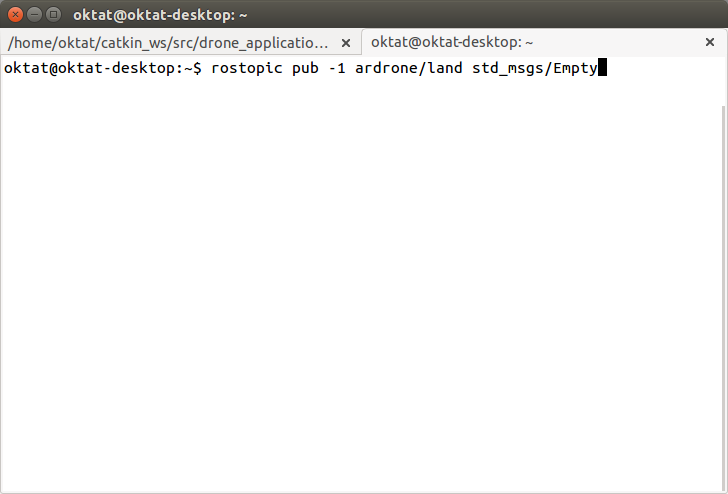 oktat@oktat-desktop: ~
/home/oktat/catkin_ws/src/drone_applicatio... ×
oktat@oktat-desktop: ~ ×
oktat@oktat-desktop:~$ rostopic pub -1 ardrone/land std_msgs/Empty